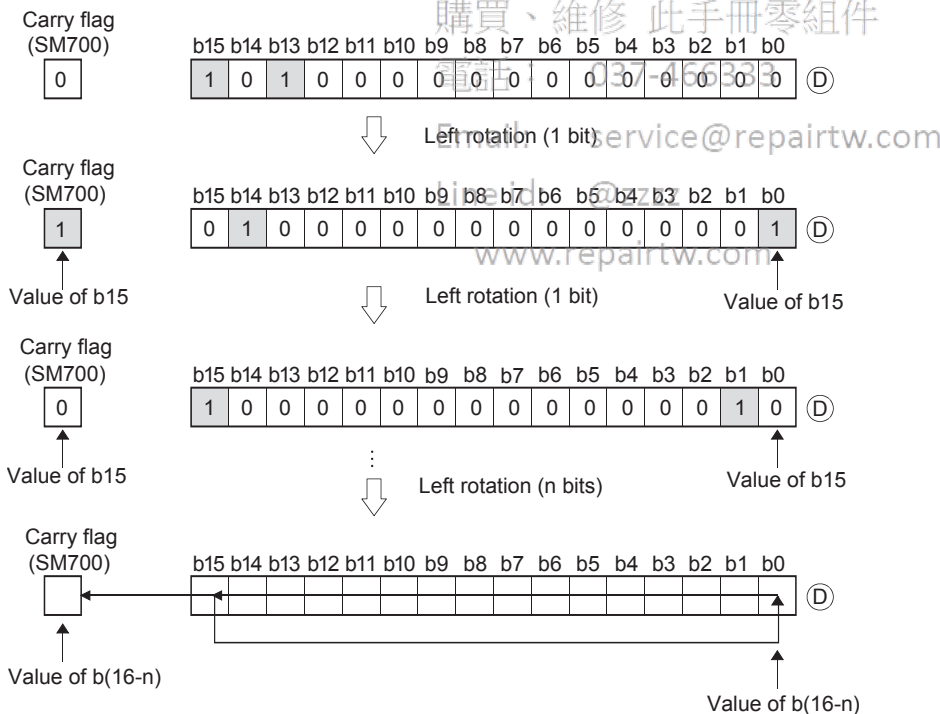 購買、維修 此手冊零組件
Carry flag
(SM700)
b15 b14 b13 b12 b11 b10 b9 b8 b7 b6 b5 b4 b3 b2 b1 b0
0 1 0 1 0 0 0 0 0 0 0 0 0 0 0 0 0 D
電話: 037-466333
Left rotation (1 bit)
Email: service@repairtw.com
Carry flag
(SM700)
b15 b14 b13 b12 b11 b10 b9 b8 b7 b6 b5 b4 b3 b2 b1 b0
Line id: @zzzz
1 0 1 0 0 0 0 0 0 0 0 0 0 0 0 0 1 D
www.repairtw.com
Value of b15 Left rotation (1 bit) Value of b15
Carry flag
(SM700)
b15 b14 b13 b12 b11 b10 b9 b8 b7 b6 b5 b4 b3 b2 b1 b0
0 1 0 0 0 0 0 0 0 0 0 0 0 0 0 1 0 D
Value of b15 Left rotation (n bits) Value of b15
Carry flag
(SM700)
b15 b14 b13 b12 b11 b10 b9 b8 b7 b6 b5 b4 b3 b2 b1 b0
D
Value of b(16-n)
Value of b(16-n)